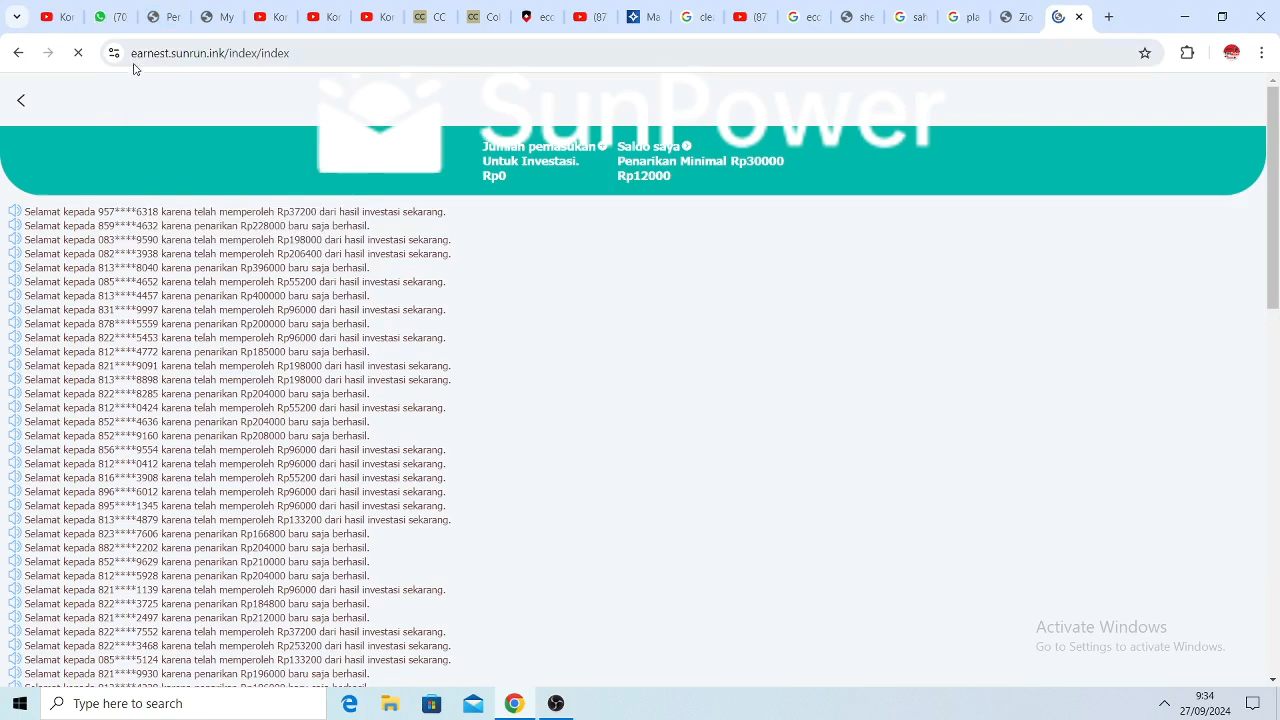 (70
Per
My
Kor
Kor
Kor
CC
Col
ecc
(87
Ma
cle
(87
ecc
she
sah
pla
Zio
earnest.sunrun.ink/index/index
SunPower
Jumlah pemasukan
Untuk Investasi.
Rp0
Saldo saya
Penarikan Minimal Rp30000
Rp12000
Selamat kepada 957****6318 karena telah memperoleh Rp37200 dari hasil investasi sekarang.
Selamat kepada 859****4632 karena penarikan Rp228000 baru saja berhasil.
Selamat kepada 083****9590 karena telah memperoleh Rp198000 dari hasil investasi sekarang.
Selamat kepada 082****3938 karena telah memperoleh Rp206400 dari hasil investasi sekarang.
Selamat kepada 813****8040 karena penarikan Rp396000 baru saja berhasil.
Selamat kepada 085****4652 karena telah memperoleh Rp55200 dari hasil investasi sekarang.
Selamat kepada 813****4457 karena penarikan Rp400000 baru saja berhasil.
Selamat kepada 831****9997 karena telah memperoleh Rp96000 dari hasil investasi sekarang.
Selamat kepada 878****5559 karena penarikan Rp200000 baru saja berhasil.
Selamat kepada 822****5453 karena telah memperoleh Rp96000 dari hasil investasi sekarang.
Selamat kepada 812****4772 karena penarikan Rp185000 baru saja berhasil.
Selamat kepada 821****9091 karena telah memperoleh Rp198000 dari hasil investasi sekarang.
Selamat kepada 813****8898 karena telah memperoleh Rp198000 dari hasil investasi sekarang.
Selamat kepada 822****8285 karena penarikan Rp204000 baru saja berhasil.
Selamat kepada 812****0424 karena telah memperoleh Rp55200 dari hasil investasi sekarang.
Selamat kepada 852****4636 karena penarikan Rp204000 baru saja berhasil.
Selamat kepada 852****9160 karena penarikan Rp208000 baru saja berhasil.
Selamat kepada 856****9554 karena telah memperoleh Rp96000 dari hasil investasi sekarang.
Selamat kepada 812****0412 karena telah memperoleh Rp96000 dari hasil investasi sekarang.
Selamat kepada 816****3908 karena telah memperoleh Rp55200 dari hasil investasi sekarang.
Selamat kepada 896****6012 karena telah memperoleh Rp96000 dari hasil investasi sekarang.
Selamat kepada 895****1345 karena telah memperoleh Rp96000 dari hasil investasi sekarang.
Selamat kepada 813****4879 karena telah memperoleh Rp133200 dari hasil investasi sekarang.
Selamat kepada 823****7606 karena penarikan Rp166800 baru saja berhasil.
Selamat kepada 882****2202 karena penarikan Rp204000 baru saja berhasil.
Selamat kepada 852****9629 karena penarikan Rp210000 baru saja berhasil.
Selamat kepada 812****5928 karena penarikan Rp204000 baru saja berhasil.
Selamat kepada 821****1139 karena telah memperoleh Rp96000 dari hasil investasi sekarang.
Selamat kepada 822****3725 karena penarikan Rp184800 baru saja berhasil.
Selamat kepada 821****2497 karena penarikan Rp212000 baru saja berhasil.
Selamat kepada 822****7552 karena telah memperoleh Rp37200 dari hasil investasi sekarang.
Selamat kepada 822****3468 karena telah memperoleh Rp253200 dari hasil investasi sekarang.
Selamat kepada 085****5124 karena telah memperoleh Rp133200 dari hasil investasi sekarang.
Selamat kepada 821****9930 karena penarikan Rp196000 baru saja berhasil.
Activate Windows
Go to Settings to activate Windows.
Type here to search
9:34
27/09/2024